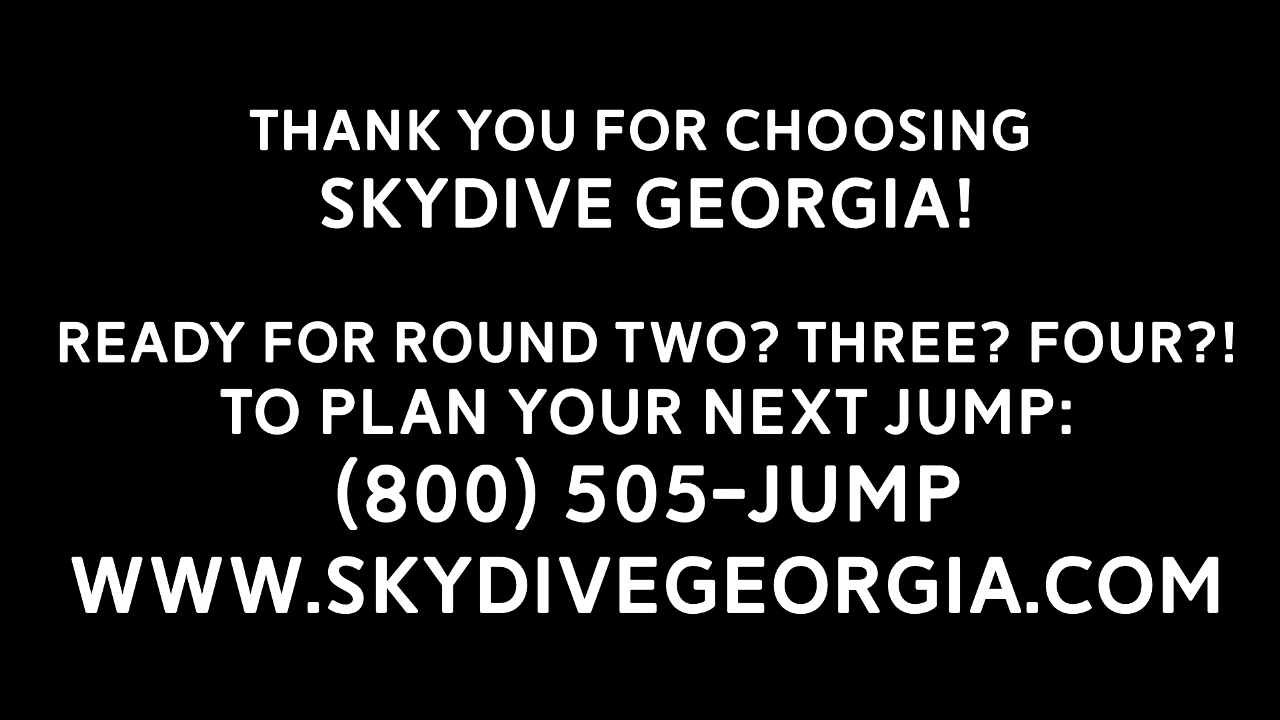 THANK YOU FOR CHOOSING
SKYDIVE GEORGIA!
READY FOR ROUND TWO? THREE? FOUR?!
TO PLAN YOUR NEXT JUMP:
(800) 505-JUMP
WWW.SKYDIVEGEORGIA.COM